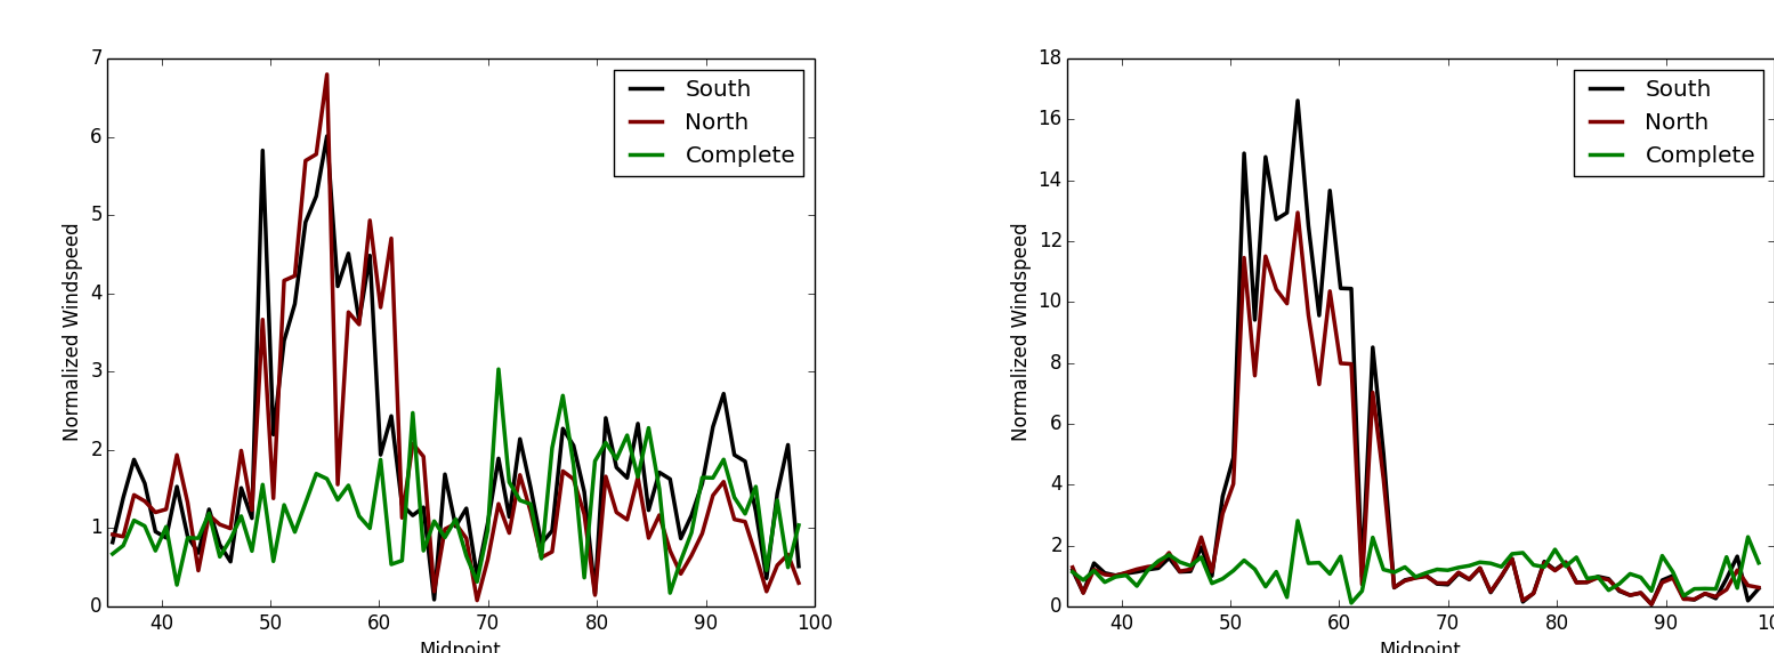 7
6
5
4
3
2
1
0
Normalized Windspeed
South
North
Complete
40 50 60 70 80 90 100
Midpoint
18
16
14
12
10
8
6
4
2
0
Normalized Windspeed
South
North
Complete
40 50 60 70 80 90 10
Midpoint